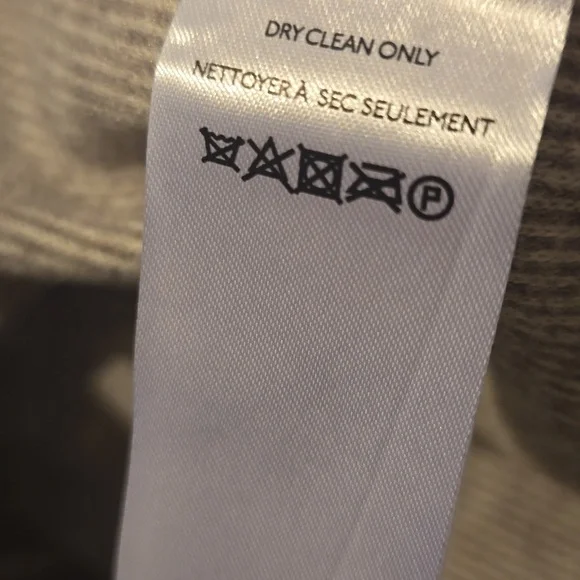 DRY CLEAN ONLY
NETTOYER À SEC SEULEMENT
P